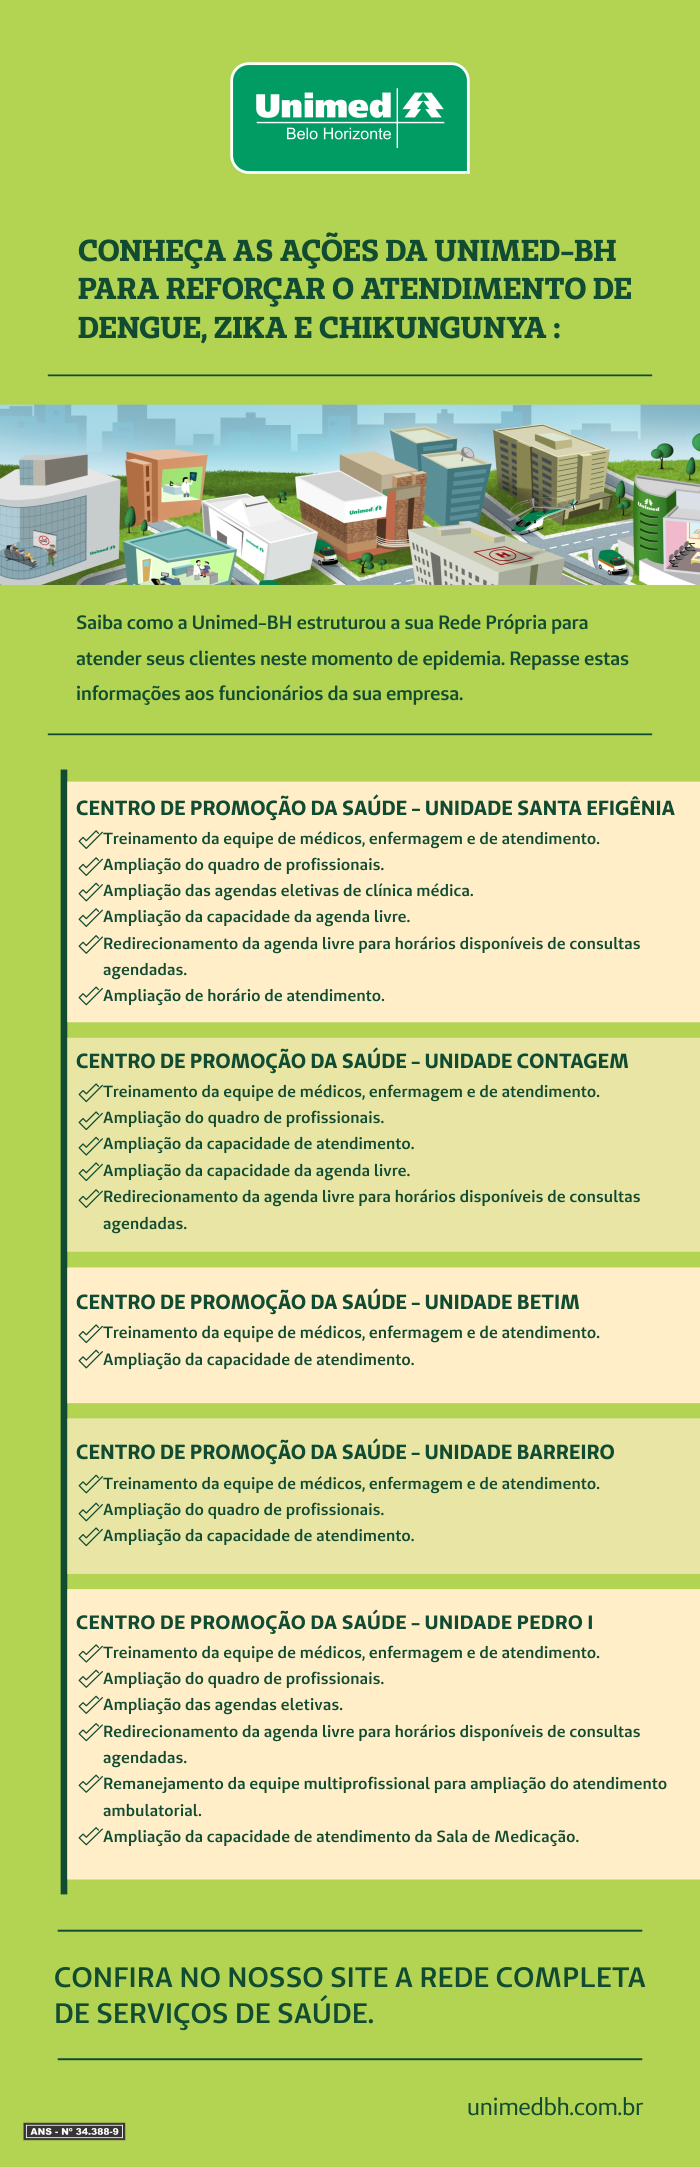 Unimed
Belo Horizonte
CONHEÇA AS AÇÕES DA UNIMED-BH
PARA REFORÇAR O ATENDIMENTO DE
DENGUE, ZIKA E CHIKUNGUNYA :
Unimed
Unimed
Unimed
H
Saiba como a Unimed-BH estruturou a sua Rede Própria para
atender seus clientes neste momento de epidemia. Repasse estas
informações aos funcionários da sua empresa.
CENTRO DE PROMOÇÃO DA SAÚDE - UNIDADE SANTA EFIGÊNIA
Treinamento da equipe de médicos, enfermagem e de atendimento.
Ampliação do quadro de profissionais.
Ampliação das agendas eletivas de clínica médica.
Ampliação da capacidade da agenda livre.
Redirecionamento da agenda livre para horários disponíveis de consultas
agendadas.
Ampliação de horário de atendimento.
CENTRO DE PROMOÇÃO DA SAÚDE - UNIDADE CONTAGEM
Treinamento da equipe de médicos, enfermagem e de atendimento.
Ampliação do quadro de profissionais.
Ampliação da capacidade de atendimento.
Ampliação da capacidade da agenda livre.
Redirecionamento da agenda livre para horários disponíveis de consultas
agendadas.
CENTRO DE PROMOÇÃO DA SAÚDE - UNIDADE BETIM
Treinamento da equipe de médicos, enfermagem e de atendimento.
Ampliação da capacidade de atendimento.
CENTRO DE PROMOÇÃO DA SAÚDE - UNIDADE BARREIRO
Treinamento da equipe de médicos, enfermagem e de atendimento.
Ampliação do quadro de profissionais.
Ampliação da capacidade de atendimento.
CENTRO DE PROMOÇÃO DA SAÚDE - UNIDADE PEDRO I
Treinamento da equipe de médicos, enfermagem e de atendimento.
Ampliação do quadro de profissionais.
Ampliação das agendas eletivas.
Redirecionamento da agenda livre para horários disponíveis de consultas
agendadas.
Remanejamento da equipe multiprofissional para ampliação do atendimento
ambulatorial.
Ampliação da capacidade de atendimento da Sala de Medicação.
CONFIRA NO NOSSO SITE A REDE COMPLETA
DE SERVIÇOS DE SAÚDE.
unimedbh.com.br
ANS - Nº 34.388-9